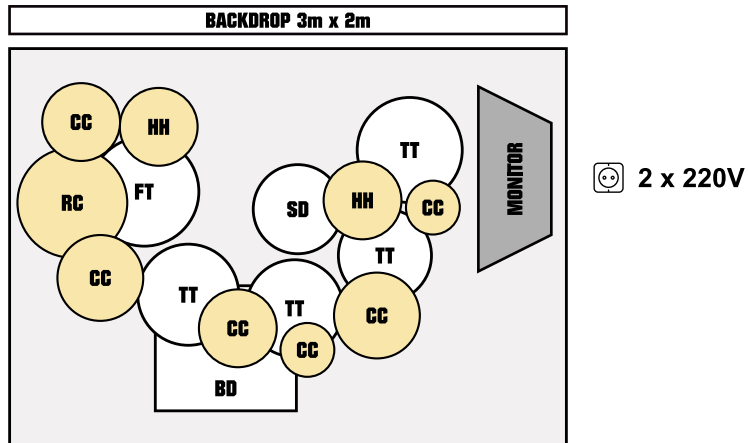 BACKDROP 3m x 2m
CC
HH
TT
MONITOR
2 x 220V
RC
FT
SD
HH
CC
TT
CC
TT
TT
CC
CC
CC
BD